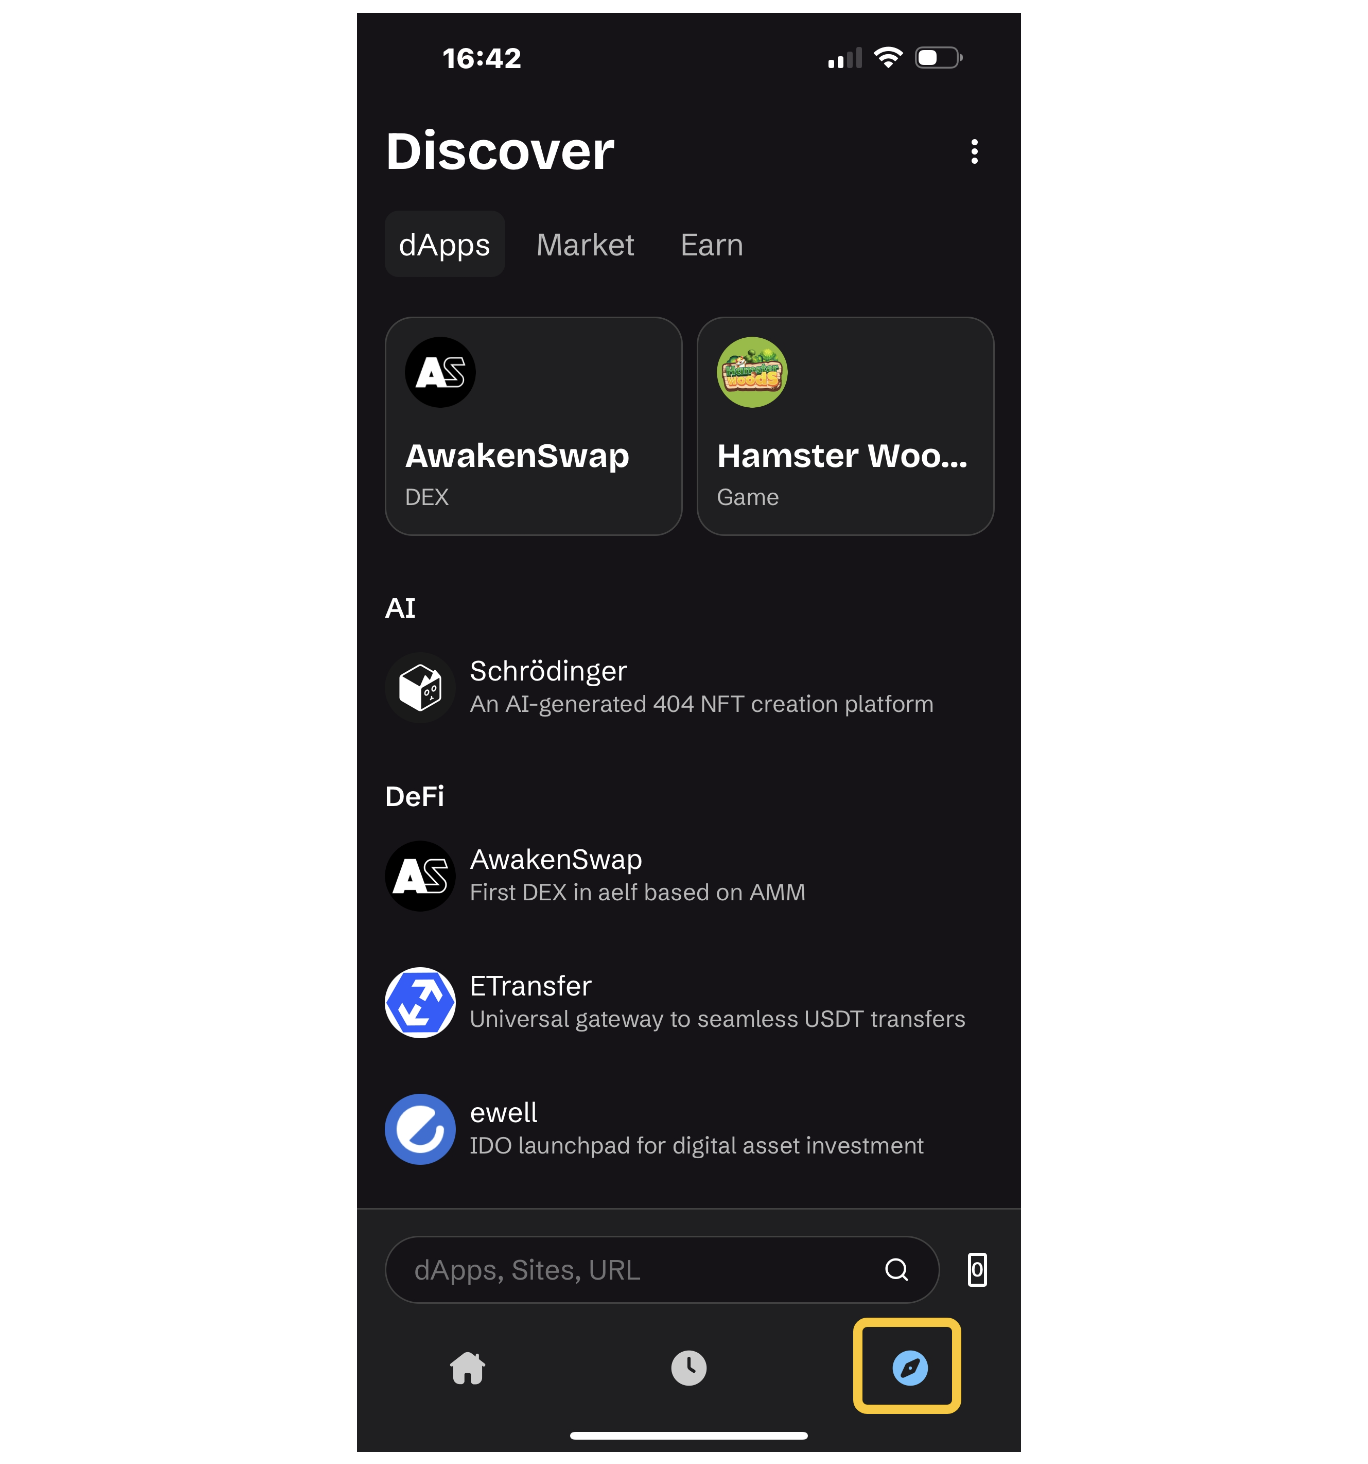 16:42
Discover
dApps Market Earn
AS
AwakenSwap
DEX
Woods
Hamster Woo...
Game
AI
Schrödinger
An AI-generated 404 NFT creation platform
DeFi
AS
AwakenSwap
First DEX in aelf based on AMM
ETransfer
Universal gateway to seamless USDT transfers
ewell
IDO launchpad for digital asset investment
dApps, Sites, URL
0